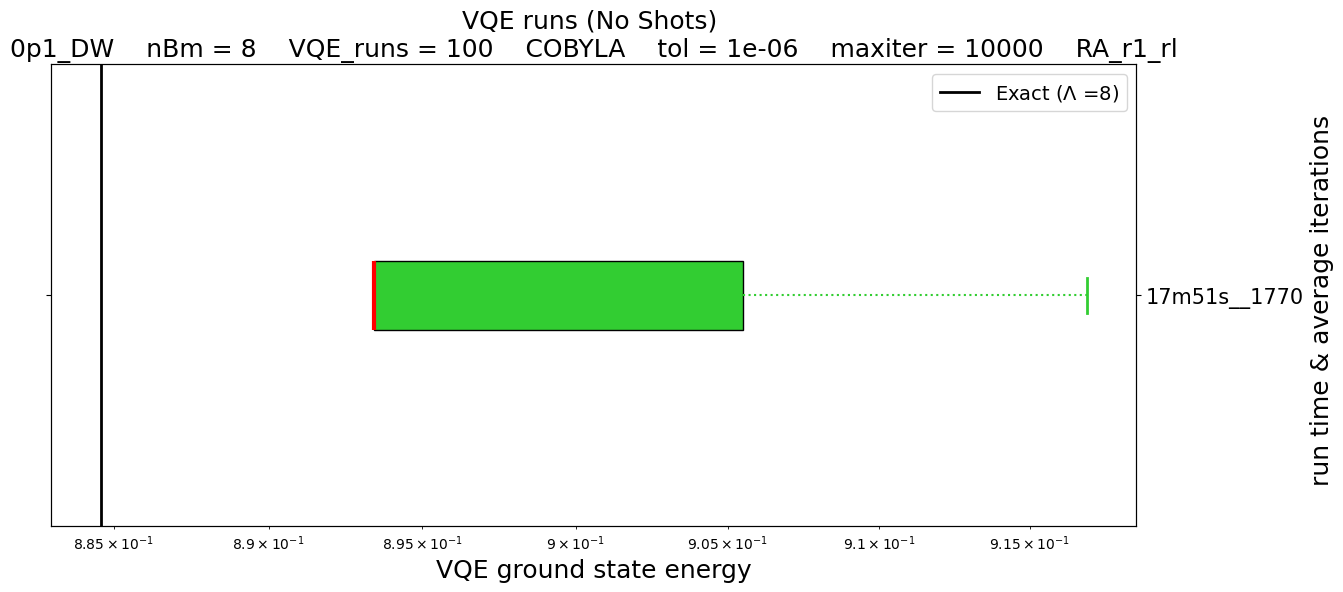 VQE runs (No Shots)
0p1_DW nBm = 8 VQE_runs = 100 COBYLA tol = 1e-06 maxiter = 10000 RA_r1_rl
Exact (Λ =8)
17m51s__1770
run time & average iterations
8.85×10⁻¹ 8.9×10⁻¹ 8.95×10⁻¹ 9×10⁻¹ 9.05×10⁻¹ 9.1×10⁻¹ 9.15×10⁻¹
VQE ground state energy